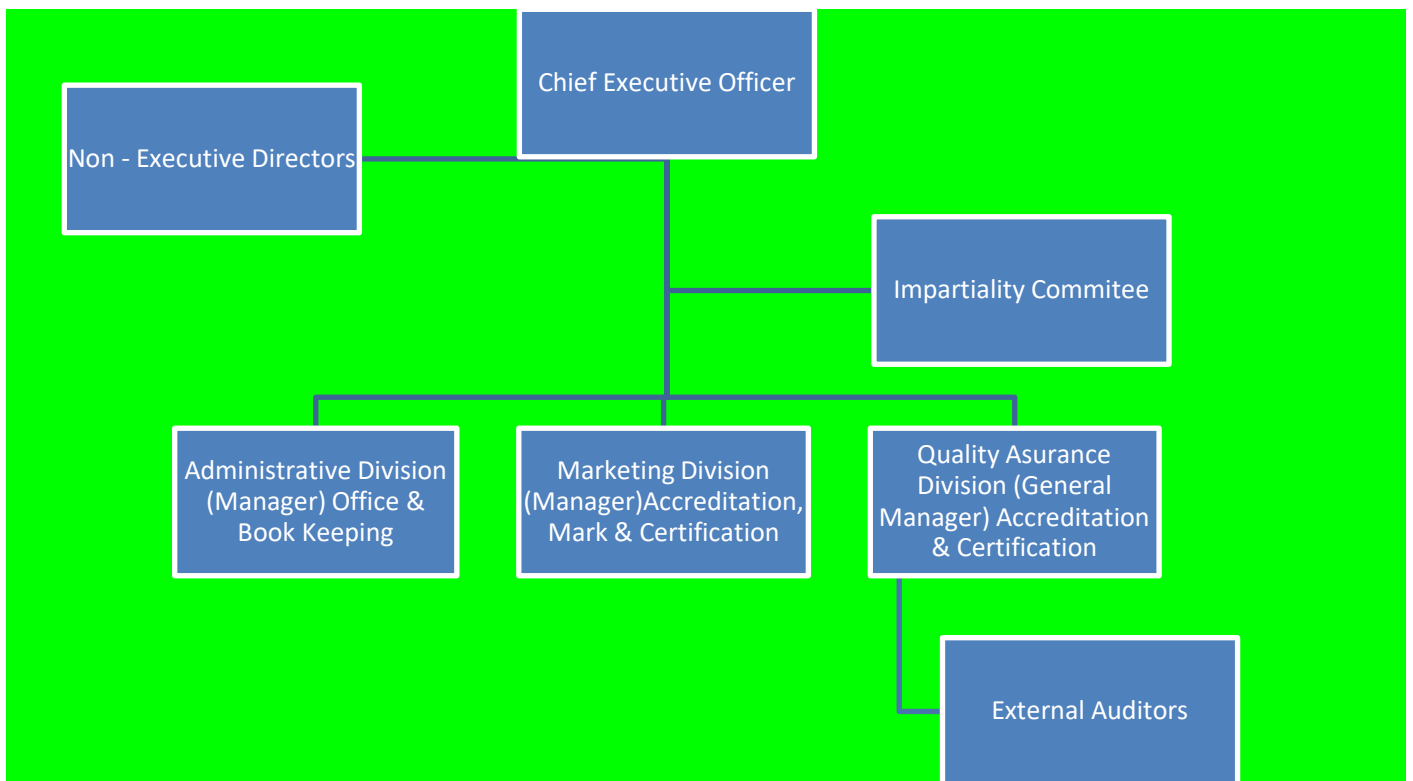 Chief Executive Officer
Non - Executive Directors
Impartiality Commitee
Administrative Division
(Manager) Office &
Book Keeping
Marketing Division
(Manager)Accreditation,
Mark & Certification
Quality Asurance
Division (General
Manager) Accreditation
& Certification
External Auditors